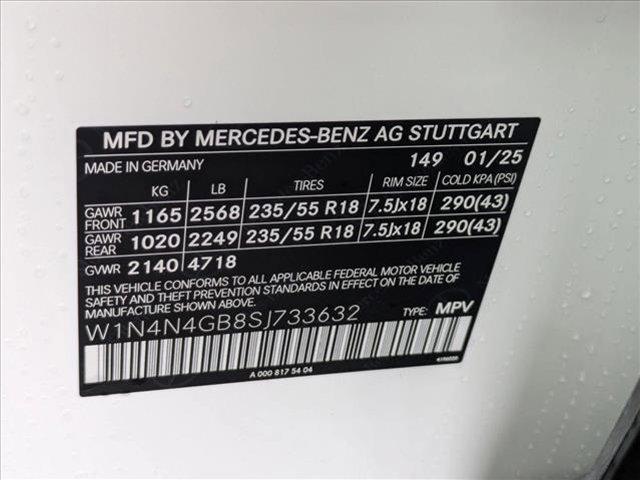 MFD BY MERCEDES-BENZ AG STUTTGART
MADE IN GERMANY 149 01/25
KG LB TIRES RIM SIZE COLD KPA(PSI)
GAWR FRONT 1165 2568 235/55 R18 7.5Jx18 290(43)
GAWR REAR 1020 2249 235/55 R18 7.5Jx18 290(43)
GVWR 2140 4718
THIS VEHICLE CONFORMS TO ALL APPLICABLE FEDERAL MOTOR VEHICLE
SAFETY AND THEFT PREVENTION STANDARDS IN EFFECT ON THE DATE OF
MANUFACTURE SHOWN ABOVE.
W1N4N4GB8SJ733632 TYPE: MPV
A 000 817 54 04